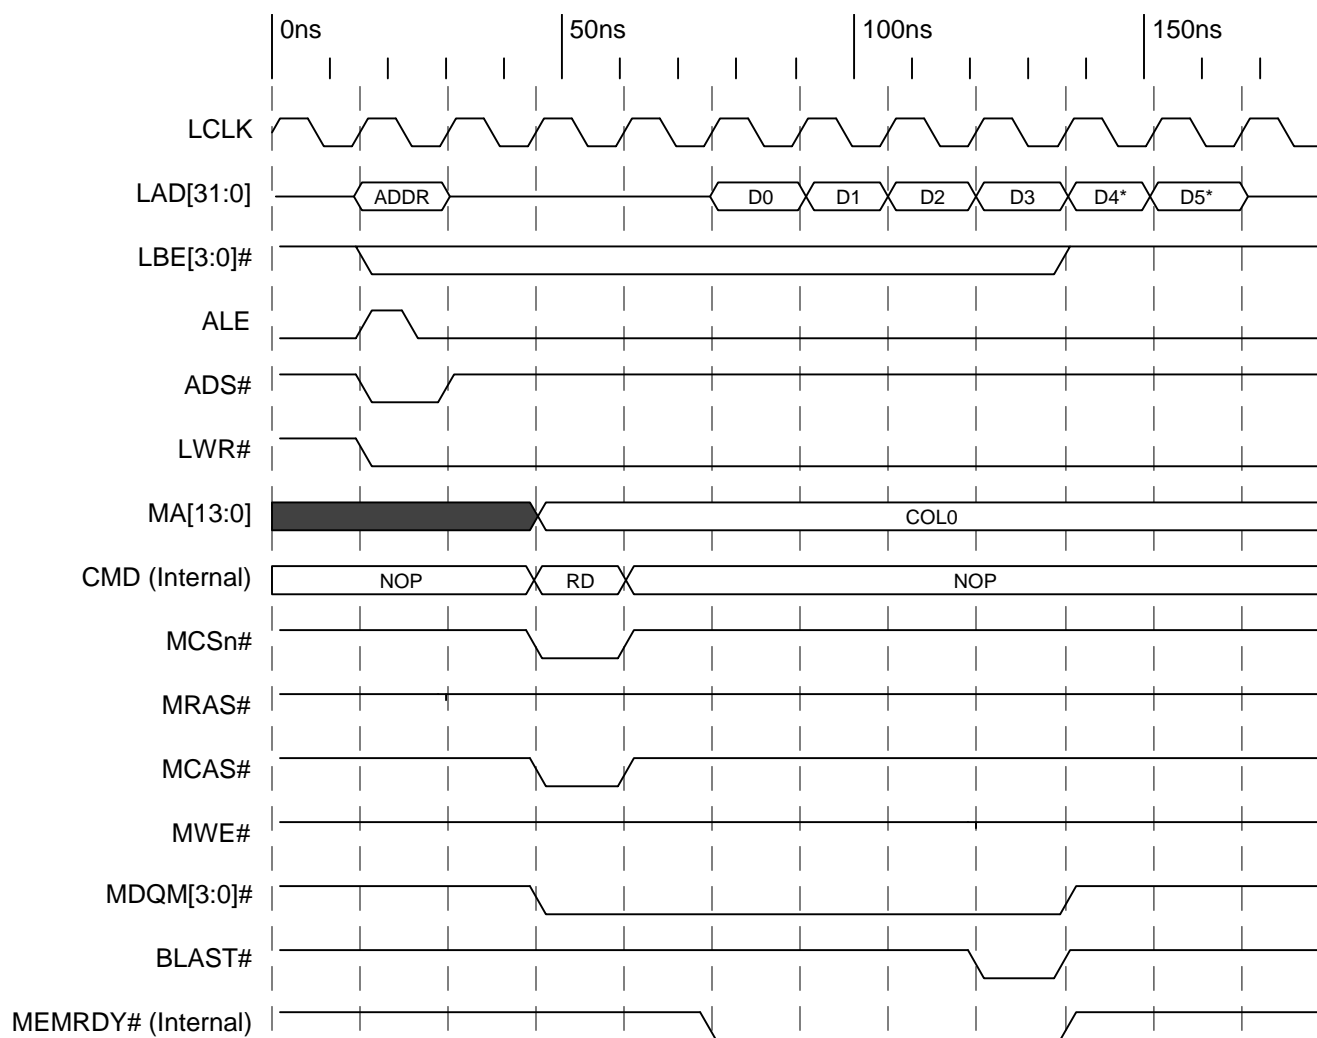 0ns 50ns 100ns 150ns
LCLK
LAD[31:0] ADDR D0 D1 D2 D3 D4* D5*
LBE[3:0]#
ALE
ADS#
LWR#
MA[13:0] COL0
CMD (Internal) NOP RD NOP
MCSn#
MRAS#
MCAS#
MWE#
MDQM[3:0]#
BLAST#
MEMRDY# (Internal)